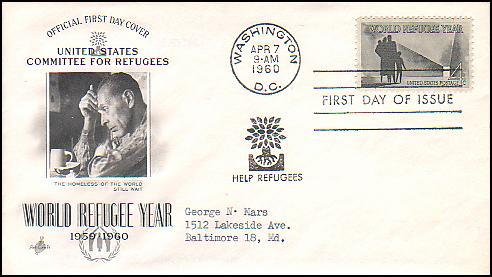 OFFICIAL FIRST DAY COVER
UNITED STATES
COMMITTEE FOR REFUGEES
THE HOMELESS OF THE WORLD
STILL WAIT
WORLD REFUGEE YEAR
1959-1960
ARTCRAFT
WASHINGTON
APR 7
9-AM
1960
D.C.
WORLD REFUGEE YEAR
UNITED STATES POSTAGE
4c
FIRST DAY OF ISSUE
HELP REFUGEES
George N. Mars
1512 Lakeside Ave.
Baltimore 18, Md.